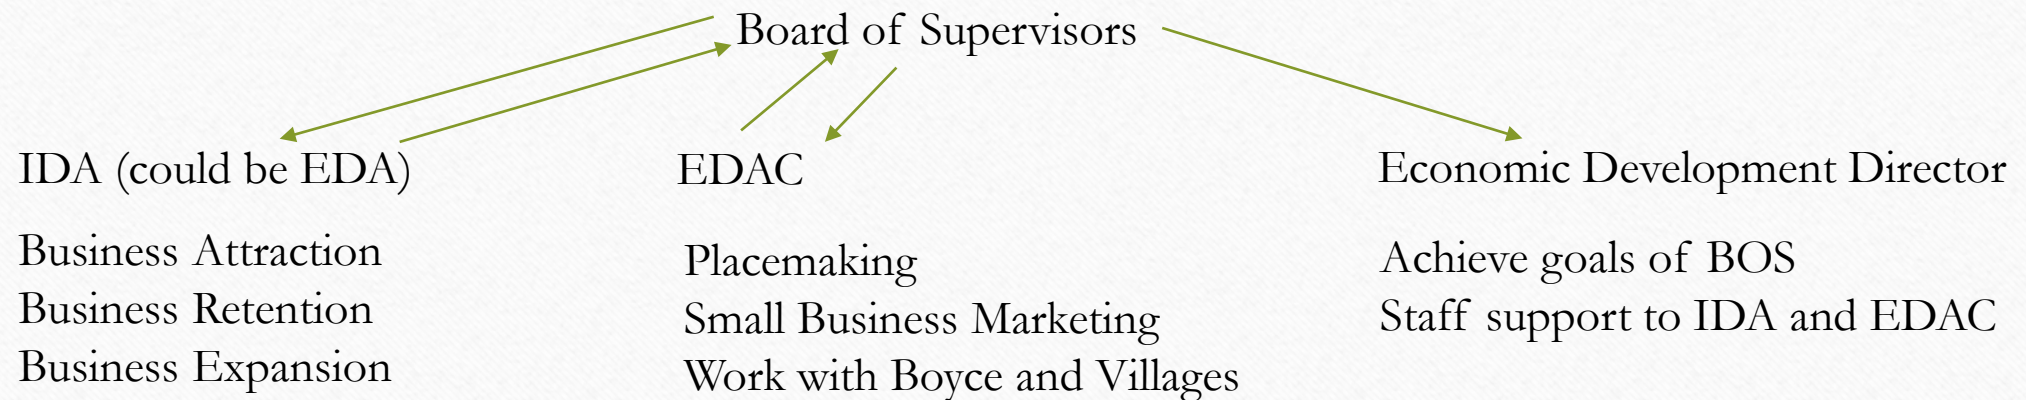 Board of Supervisors
IDA (could be EDA)
Business Attraction
Business Retention
Business Expansion
EDAC
Placemaking
Small Business Marketing
Work with Boyce and Villages
Economic Development Director
Achieve goals of BOS
Staff support to IDA and EDAC